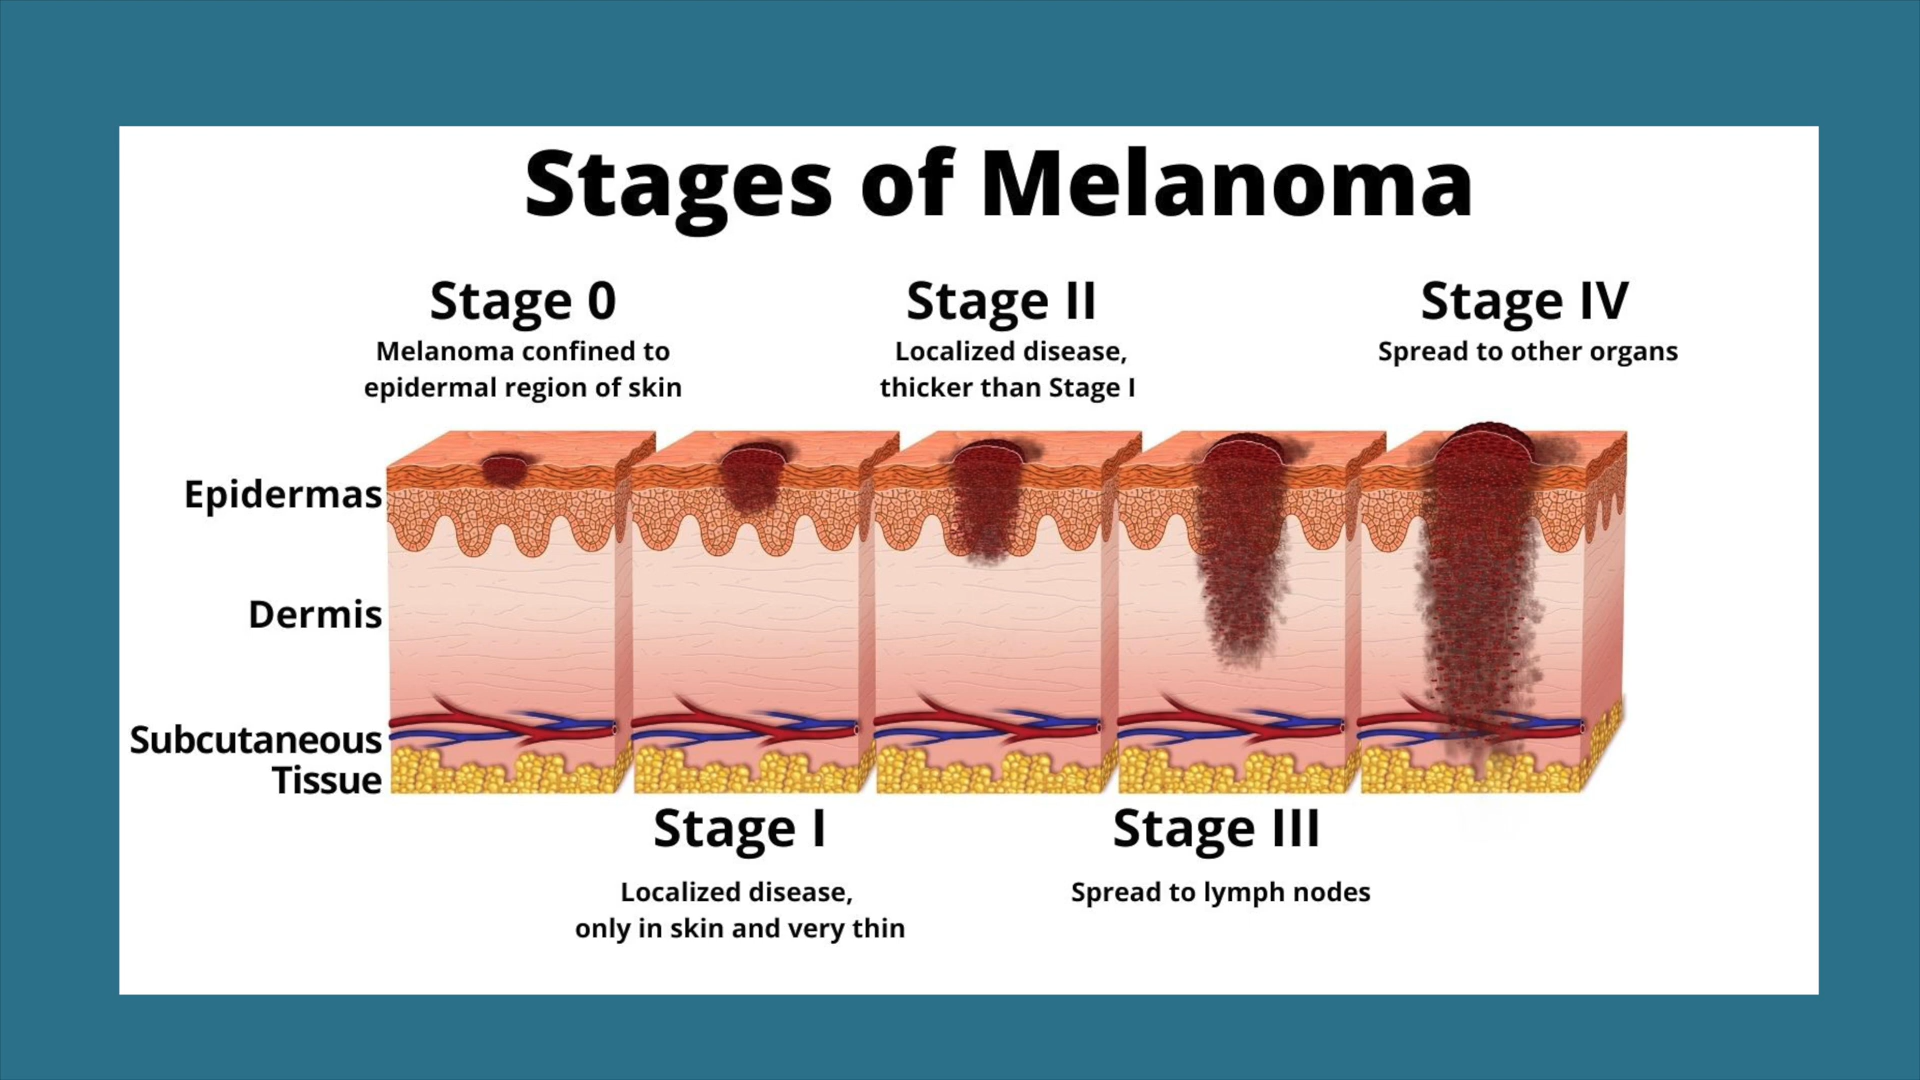 Stages of Melanoma
Stage 0
Melanoma confined to
epidermal region of skin
Stage II
Localized disease,
thicker than Stage I
Stage IV
Spread to other organs
Epidermas
Dermis
Subcutaneous
Tissue
Stage I
Localized disease,
only in skin and very thin
Stage III
Spread to lymph nodes